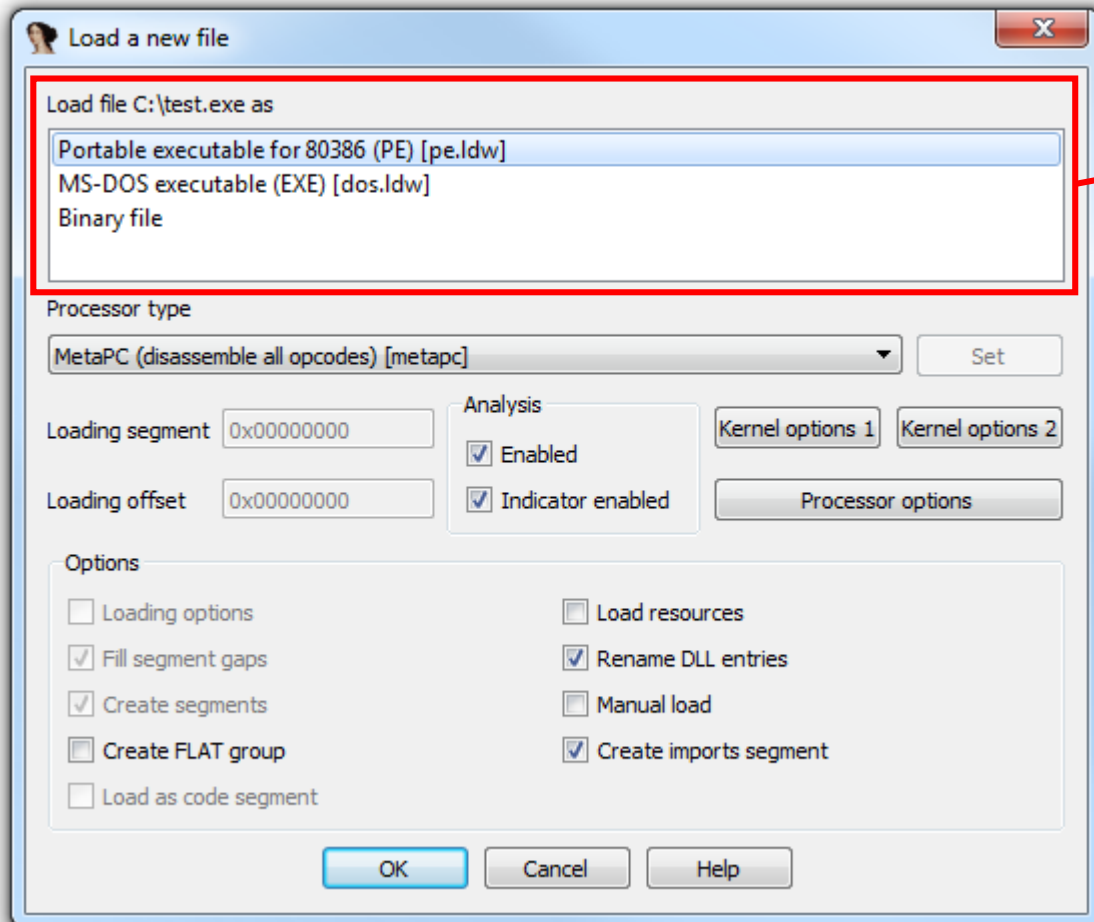 Load a new file
Load file C:\test.exe as
Portable executable for 80386 (PE) [pe.ldw]
MS-DOS executable (EXE) [dos.ldw]
Binary file
Processor type
MetaPC (disassemble all opcodes) [metapc]
Set
Loading segment 0x00000000
Loading offset 0x00000000
Analysis
Enabled
Indicator enabled
Kernel options 1 Kernel options 2
Processor options
Options
Loading options
Fill segment gaps
Create segments
Create FLAT group
Load as code segment
Load resources
Rename DLL entries
Manual load
Create imports segment
OK Cancel Help